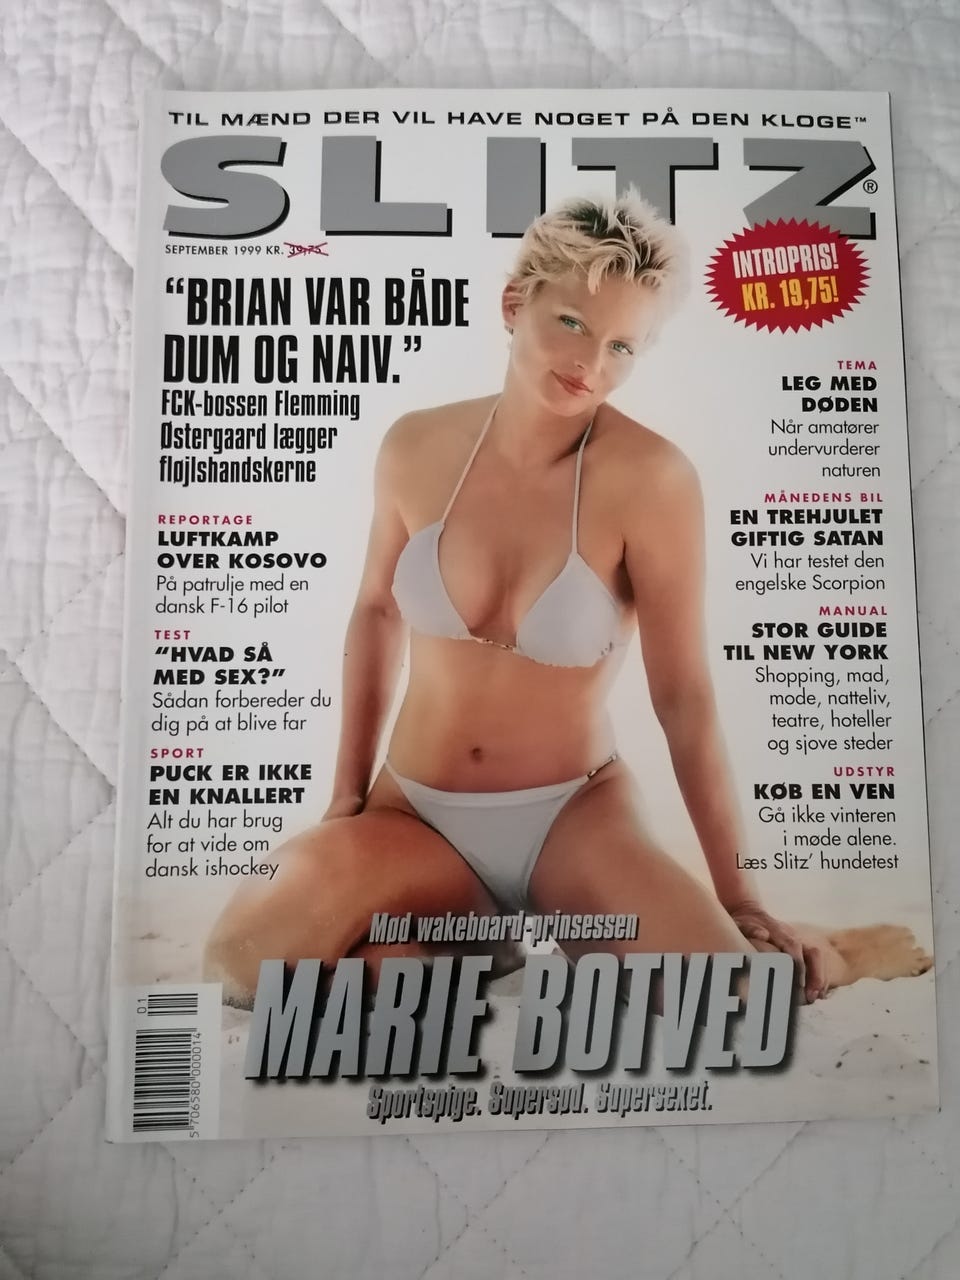 TIL MÆND DER VIL HAVE NOGET PÅ DEN KLOGE™
SLITZ®
SEPTEMBER 1999 KR. 39,75
INTROPRIS!
KR. 19,75!
“BRIAN VAR BÅDE
DUM OG NAIV.”
FCK-bossen Flemming
Østergaard lægger
fløjlshandskerne
REPORTAGE
LUFTKAMP
OVER KOSOVO
På patrulje med en
dansk F-16 pilot
TEST
“HVAD SÅ
MED SEX?”
Sådan forbereder du
dig på at blive far
SPORT
PUCK ER IKKE
EN KNALLERT
Alt du har brug
for at vide om
dansk ishockey
TEMA
LEG MED
DØDEN
Når amatører
undervurderer
naturen
MÅNEDENS BIL
EN TREHJULET
GIFTIG SATAN
Vi har testet den
engelske Scorpion
MANUAL
STOR GUIDE
TIL NEW YORK
Shopping, mad,
mode, natteliv,
teatre, hoteller
og sjove steder
UDSTYR
KØB EN VEN
Gå ikke vinteren
i møde alene.
Læs Slitz’ hundetest
Mød wakeboard-prinsessen
MARIE BOTVED
Sportspige. Supersød. Supersexet.
01
5 706580 000014